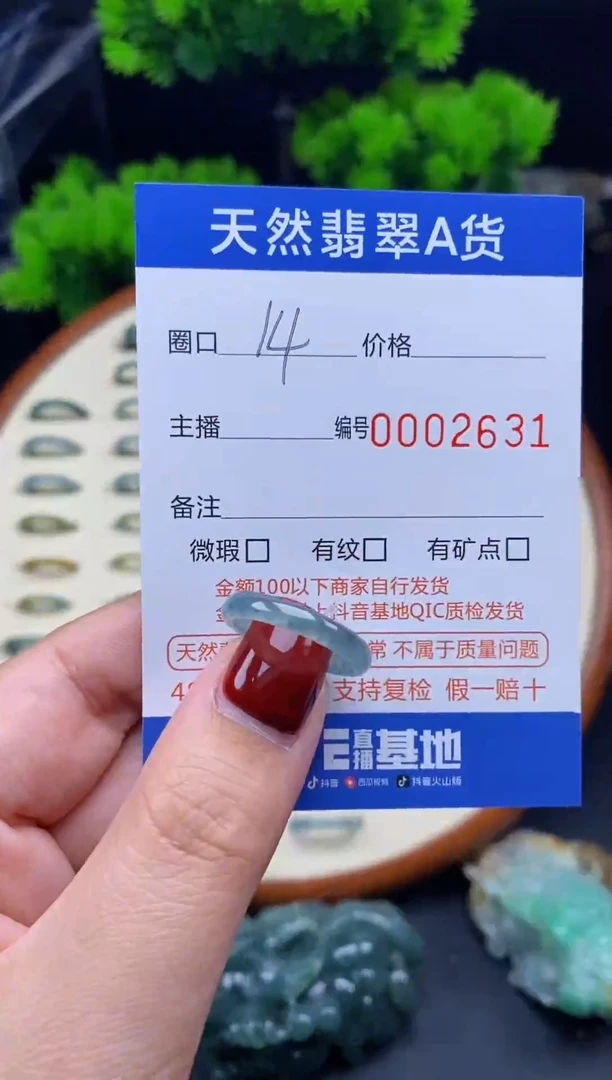 天然翡翠A货
圈口 14 价格
主播 编号0002631
备注
微瑕□ 有纹□ 有矿点□
金额100以下商家自行发货
金 上抖音基地QIC质检发货
天然 常 不属于质量问题
支持复检 假一赔十
直播基地
抖音 西瓜视频 抖音火山版